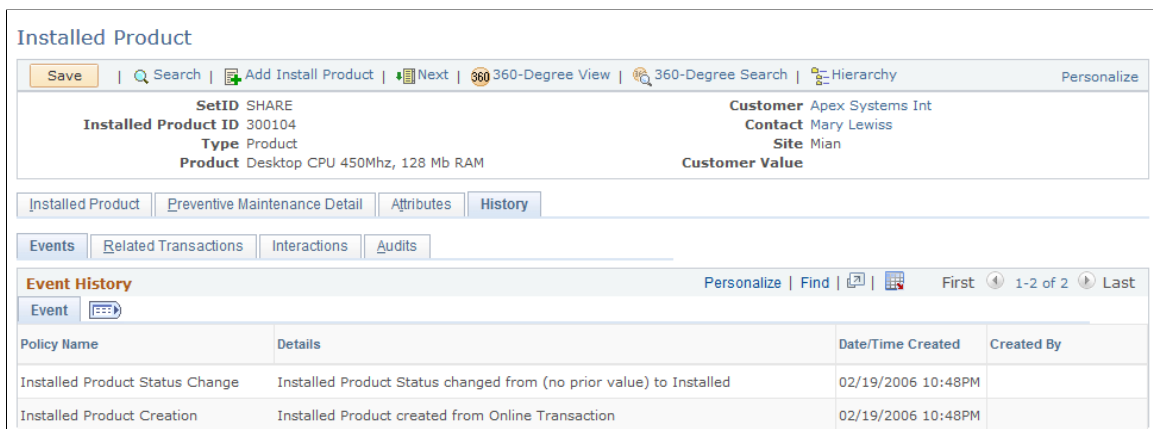 Installed Product
Save | Search | Add Install Product | Next | 360 360-Degree View | 360-Degree Search | Hierarchy Personalize
SetID SHARE Customer Apex Systems Int
Installed Product ID 300104 Contact Mary Lewiss
Type Product Site Mian
Product Desktop CPU 450Mhz, 128 Mb RAM Customer Value
Installed Product Preventive Maintenance Detail Attributes History
Events Related Transactions Interactions Audits
Event History Personalize | Find | | First 1-2 of 2 Last
Event
Policy Name Details Date/Time Created Created By
Installed Product Status Change Installed Product Status changed from (no prior value) to Installed 02/19/2006 10:48PM
Installed Product Creation Installed Product created from Online Transaction 02/19/2006 10:48PM